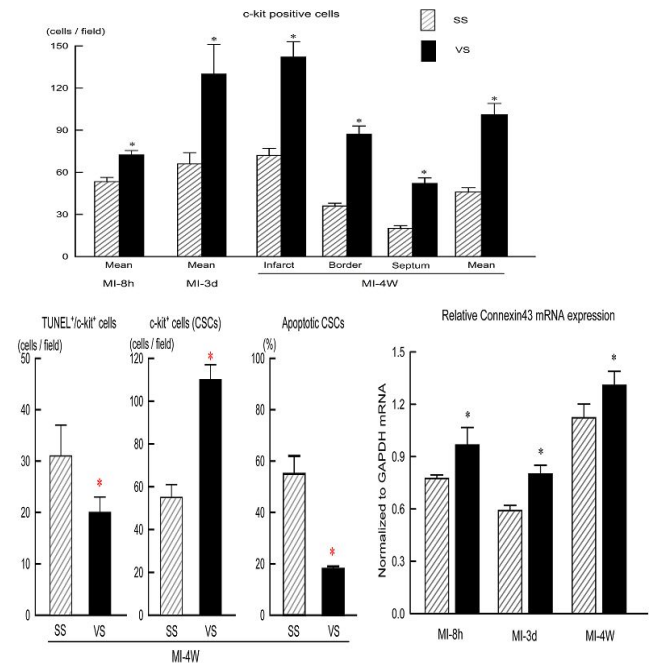 c-kit positive cells
(cells / field)
SS
VS
150
120
90
60
30
0
* * * * * *
Mean Mean Infarct Border Septum Mean
MI-8h MI-3d MI-4W
TUNEL⁺/c-kit⁺ cells
(cells / field)
50
40
30
20
10
0
*
SS VS
c-kit⁺ cells (CSCs)
(cells / field)
120
100
80
60
40
20
0
*
SS VS
Apoptotic CSCs
(%)
100
80
60
40
20
0
*
SS VS
MI-4W
Relative Connexin43 mRNA expression
Normalized to GAPDH mRNA
1.5
1.2
0.9
0.6
0.3
0.0
* * *
MI-8h MI-3d MI-4W